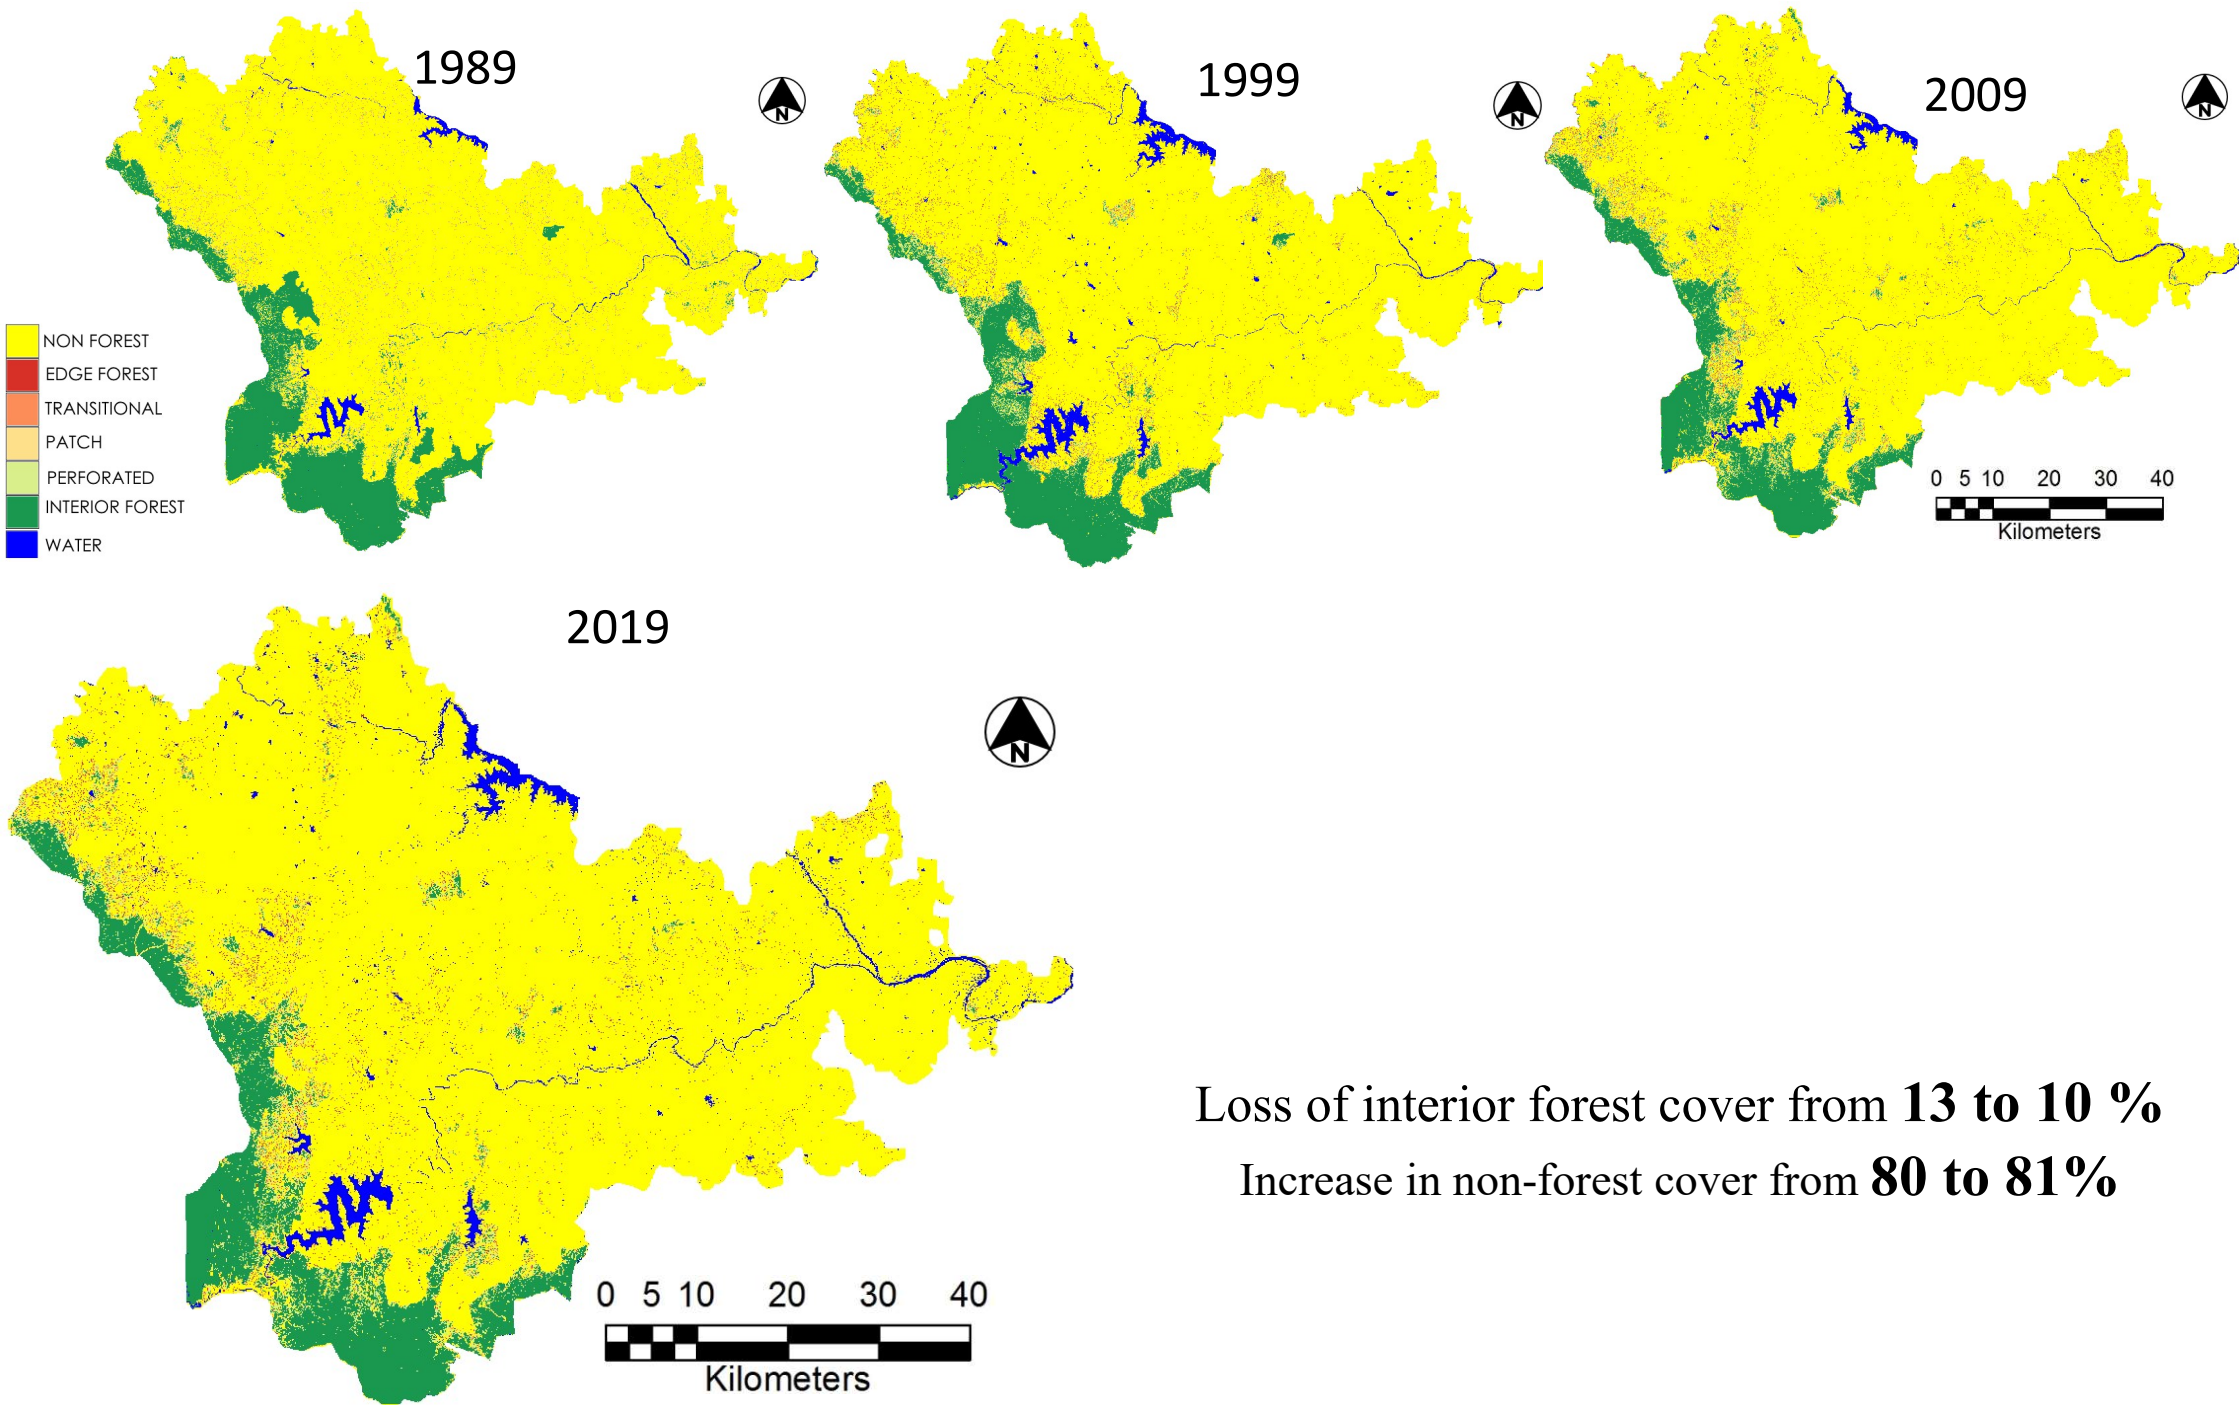 1989
N
1999
N
2009
N
NON FOREST
EDGE FOREST
TRANSITIONAL
PATCH
PERFORATED
INTERIOR FOREST
WATER
0 5 10 20 30 40
Kilometers
2019
N
Loss of interior forest cover from 13 to 10 %
Increase in non-forest cover from 80 to 81%
0 5 10 20 30 40
Kilometers